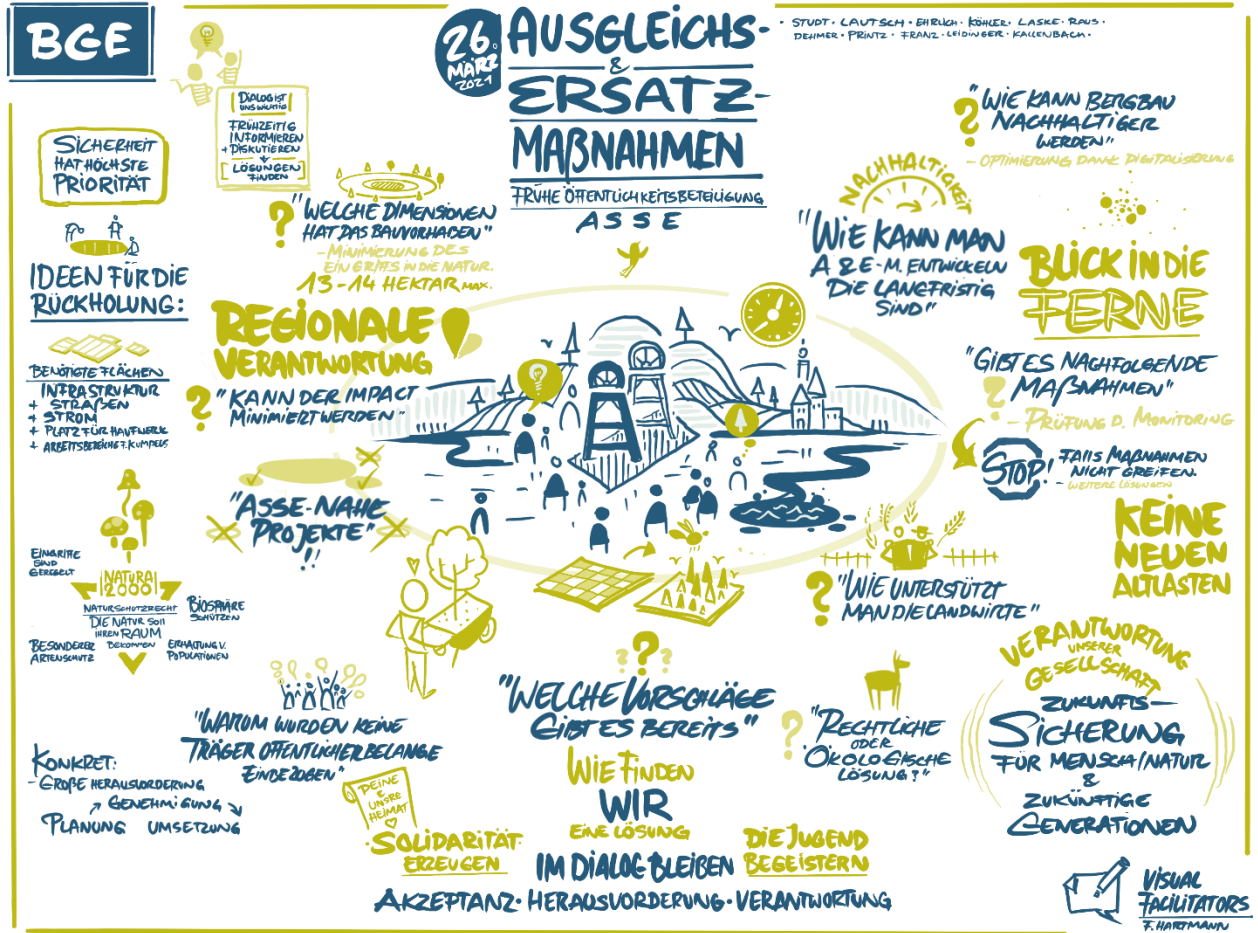 BGE
26.
MÄRZ
2021
AUSGLEICHS-
&
ERSATZ-
MAßNAHMEN
FRÜHE ÖFFENTLICHKEITSBETEILIGUNG
ASSE
· STUDT · LAUTSCH · EHRLICH · KÖHLER · LASKE · RAUS ·
DEHMER · PRINTZ · FRANZ · LEIDINGER · KALLENBACH ·
SICHERHEIT
HAT HÖCHSTE
PRIORITÄT
DIALOG IST
UNS WICHTIG
FRÜHZEITIG
INFORMIEREN
+ DISKUTIEREN
LÖSUNGEN
FINDEN
IDEEN FÜR DIE
RÜCKHOLUNG:
BENÖTIGTE FLÄCHEN
INFRASTRUKTUR
+ STRAßEN
+ STROM
+ PLATZ FÜR HAUFWERK
+ ARBEITSBEREICHE F. KUMPELS
EINGRIFFE
SIND
GEREGELT
NATURA
2000
NATURSCHUTZRECHT
DIE NATUR SOLL
IHREN RAUM
BEKOMMEN
BIOSPHÄRE
SCHÜTZEN
BESONDERER
ARTENSCHUTZ
ERHALTUNG V.
POPULATIONEN
KONKRET:
- GROßE HERAUSVORDERUNG
GENEHMIGUNG
PLANUNG UMSETZUNG
? "WELCHE DIMENSIONEN
HAT DAS BAUVORHABEN"
- MINIMIERUNG DES
EINGRIFFS IN DIE NATUR.
13-14 HEKTAR MAX.
REGIONALE
VERANTWORTUNG
? "KANN DER IMPACT
MINIMIERT WERDEN"
"ASSE-NAHE
PROJEKTE"
!!
"WARUM WURDEN KEINE
TRÄGER ÖFFENTLICHER BELANGE
EINBEZOGEN"
DEINE
&
UNSRE
HEIMAT
SOLIDARITÄT
ERZEUGEN
???
"WELCHE VORSCHLÄGE
GIBT ES BEREITS"
WIE FINDEN
WIR
EINE LÖSUNG
IM DIALOG BLEIBEN
DIE JUGEND
BEGEISTERN
AKZEPTANZ · HERAUSVORDERUNG · VERANTWORTUNG
? "WIE KANN BERGBAU
NACHHALTIGER
WERDEN"
- OPTIMIERUNG DANK DIGITALISIERUNG
NACHHALTIGKEIT
"WIE KANN MAN
A & E-M. ENTWICKELN
DIE LANGFRISTIG
SIND"
BLICK IN DIE
FERNE
"GIBT ES NACHFOLGENDE
? MAßNAHMEN"
- PRÜFUNG D. MONITORING
STOP! FALLS MAßNAHMEN
NICHT GREIFEN.
- WEITERE LÖSUNGEN
KEINE
NEUEN
ALTLASTEN
? "WIE UNTERSTÜTZT
MAN DIE LANDWIRTE"
? "RECHTLICHE
ODER
ÖKOLOGISCHE
LÖSUNG?"
VERANTWORTUNG
UNSERER
GESELLSCHAFT
ZUKUNFTS-
SICHERUNG
FÜR MENSCH/NATUR
&
ZUKÜNFTIGE
GENERATIONEN
VISUAL
FACILITATORS
F. HARTMANN